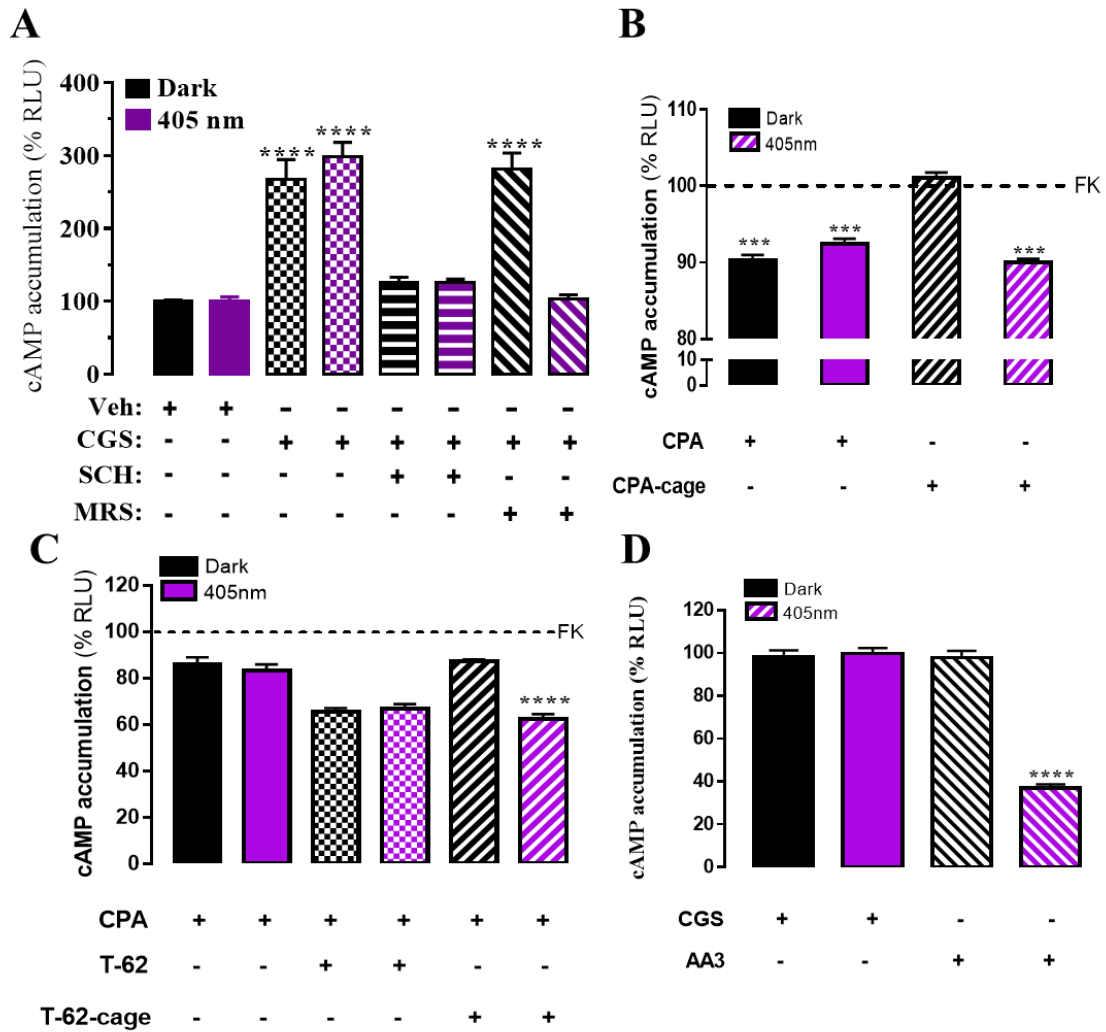 A
cAMP accumulation (% RLU)
400
300
200
100
0
Dark
405 nm
****
****
****
Veh: + + - - - - - -
CGS: - - + + + + + +
SCH: - - - - + + - -
MRS: - - - - - - + +
B
cAMP accumulation (% RLU)
110
100
90
80
10
0
Dark
405nm
FK
***
***
***
CPA + + - -
CPA-cage - - + +
C
cAMP accumulation (% RLU)
120
100
80
60
40
20
0
Dark
405nm
FK
****
CPA + + + + + +
T-62 - - + + - -
T-62-cage - - - - + +
D
cAMP accumulation (% RLU)
120
100
80
60
40
20
0
Dark
405nm
****
CGS + + - -
AA3 - - + +